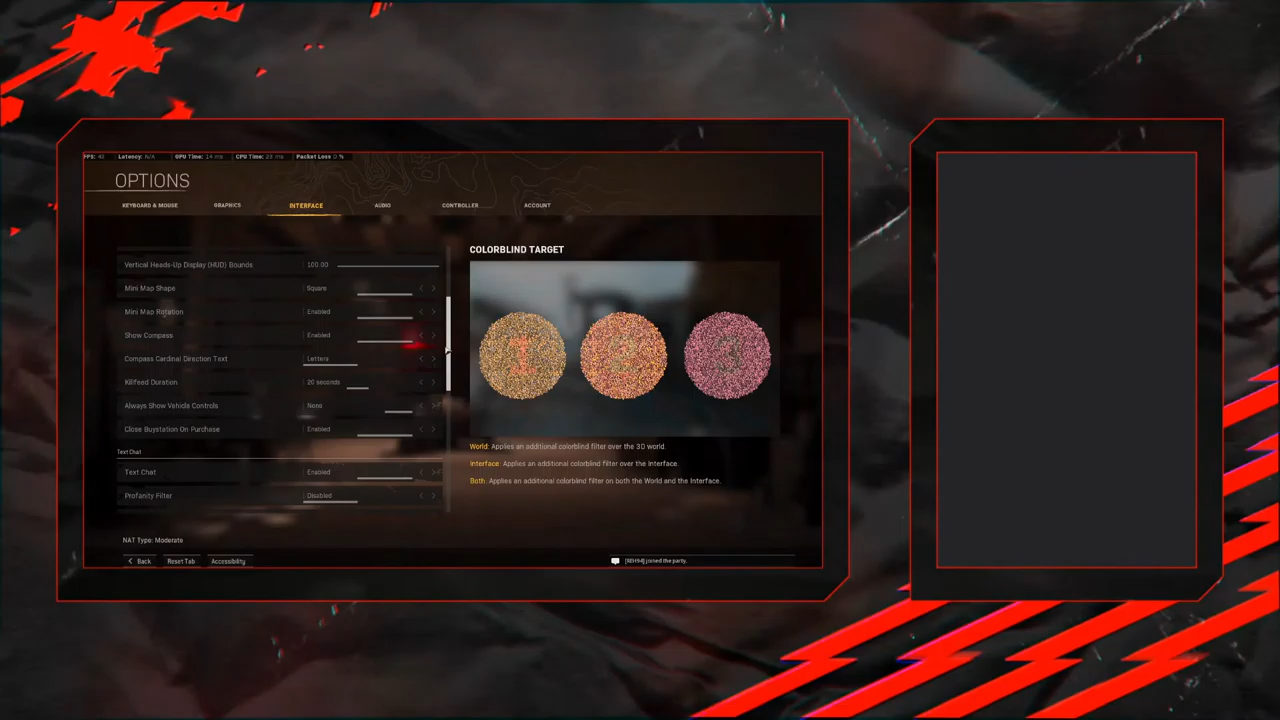 FPS: 42 Latency: N/A GPU Time: 14 ms CPU Time: 23 ms Packet Loss 0 %
OPTIONS
KEYBOARD & MOUSE GRAPHICS INTERFACE AUDIO CONTROLLER ACCOUNT
COLORBLIND TARGET
Vertical Heads-Up Display (HUD) Bounds 100.00
Mini Map Shape Square
Mini Map Rotation Enabled
Show Compass Enabled
Compass Cardinal Direction Text Letters
Killfeed Duration 20 seconds
Always Show Vehicle Controls None
Close Buystation On Purchase Enabled
Text Chat
Text Chat Enabled
Profanity Filter Disabled
1 2 3
World: Applies an additional colorblind filter over the 3D world.
Interface: Applies an additional colorblind filter over the Interface.
Both: Applies an additional colorblind filter on both the World and the Interface.
NAT Type: Moderate
Back Reset Tab Accessibility
joined the party.